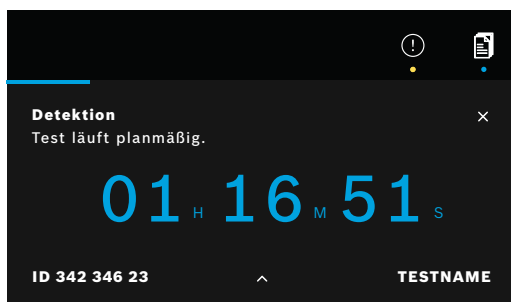 Detektion
Test läuft planmäßig.
01 H 16 M 51 S
ID 342 346 23
TESTNAME